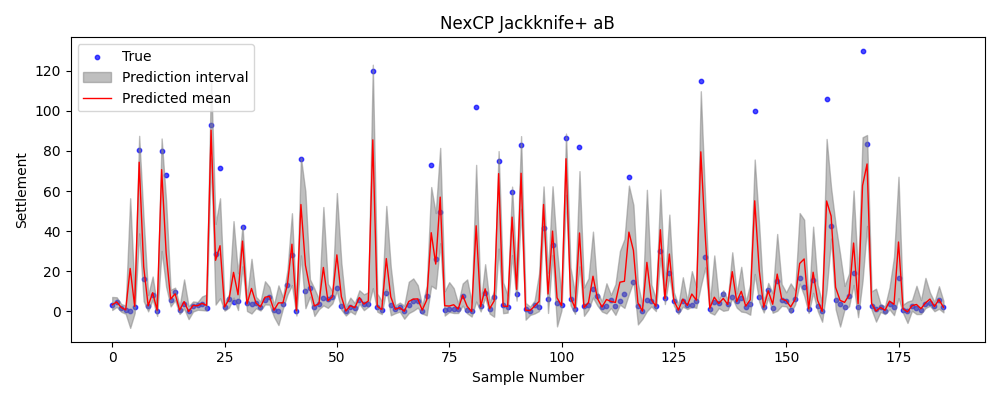 NexCP Jackknife+ aB
True
Prediction interval
Predicted mean
Settlement
120
100
80
60
40
20
0
0 25 50 75 100 125 150 175
Sample Number